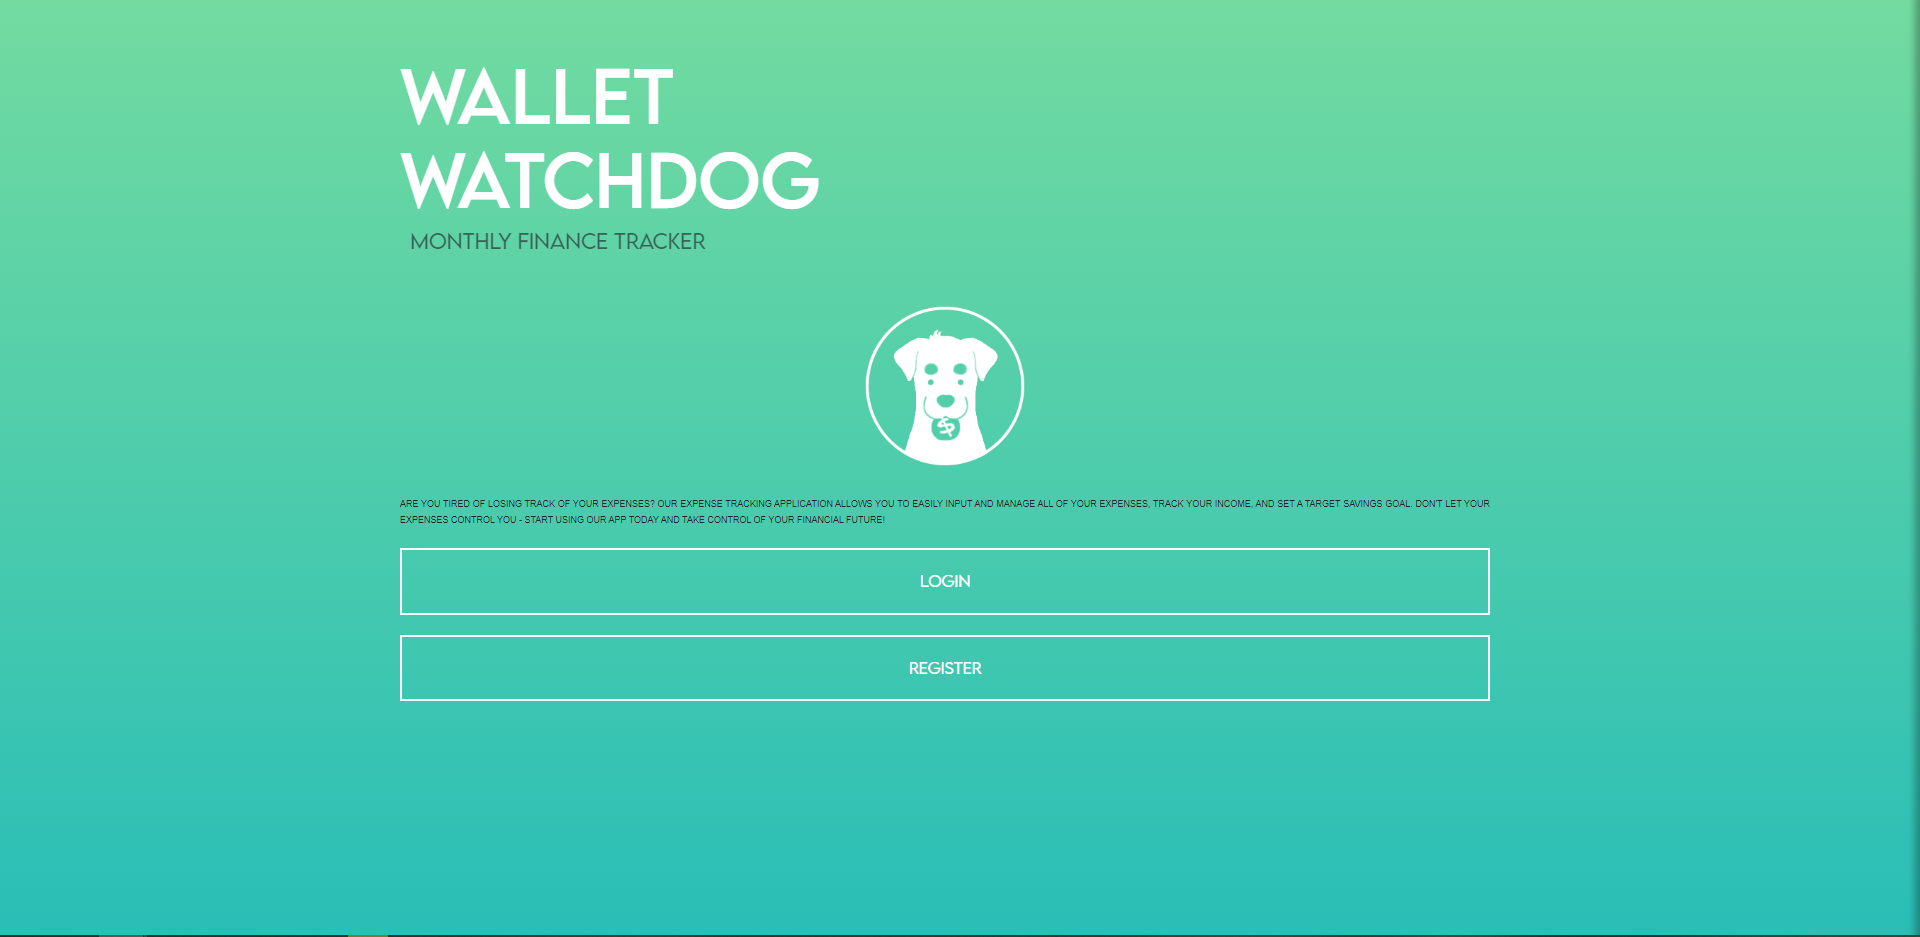 WALLET
WATCHDOG
MONTHLY FINANCE TRACKER
$
ARE YOU TIRED OF LOSING TRACK OF YOUR EXPENSES? OUR EXPENSE TRACKING APPLICATION ALLOWS YOU TO EASILY INPUT AND MANAGE ALL OF YOUR EXPENSES, TRACK YOUR INCOME, AND SET A TARGET SAVINGS GOAL. DON'T LET YOUR
EXPENSES CONTROL YOU - START USING OUR APP TODAY AND TAKE CONTROL OF YOUR FINANCIAL FUTURE!
LOGIN
REGISTER